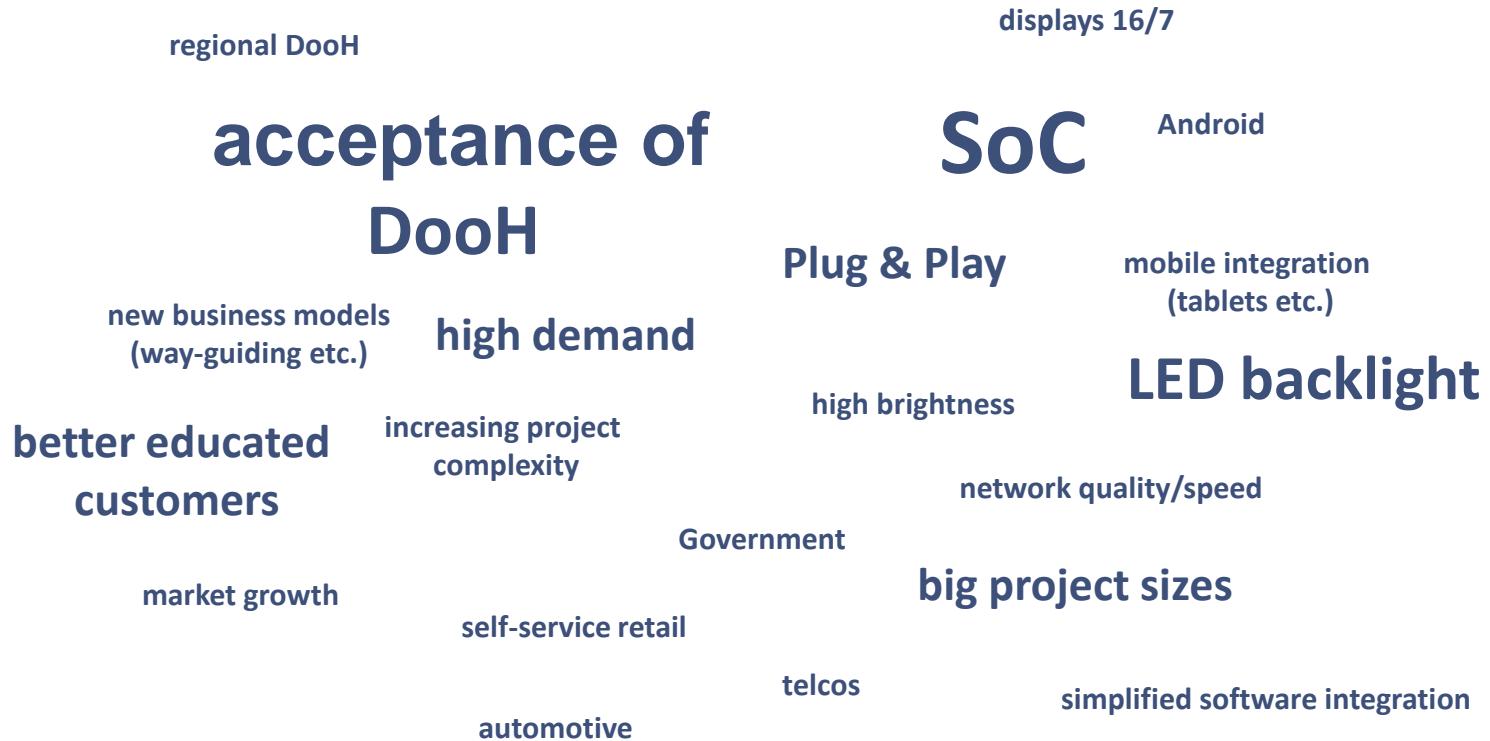 displays 16/7
regional DooH
acceptance of
DooH
SoC
Android
Plug & Play
mobile integration
(tablets etc.)
new business models
(way-guiding etc.)
high demand
LED backlight
high brightness
better educated
customers
increasing project
complexity
network quality/speed
Government
big project sizes
market growth
self-service retail
telcos
simplified software integration
automotive